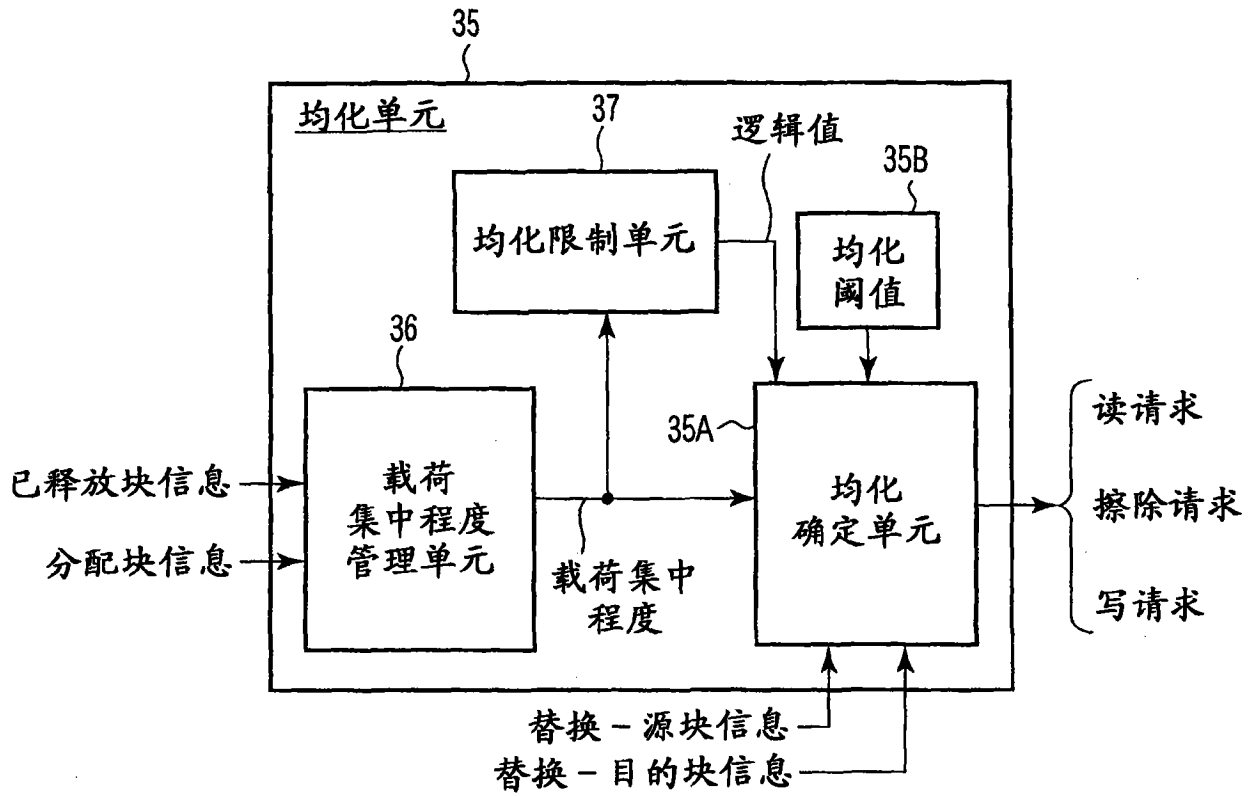 35
均化单元
37
逻辑值
35B
均化限制单元
均化
阈值
36
35A
载荷
集中程度
管理单元
已释放块信息
分配块信息
载荷集中
程度
均化
确定单元
读请求
擦除请求
写请求
替换-源块信息
替换-目的块信息